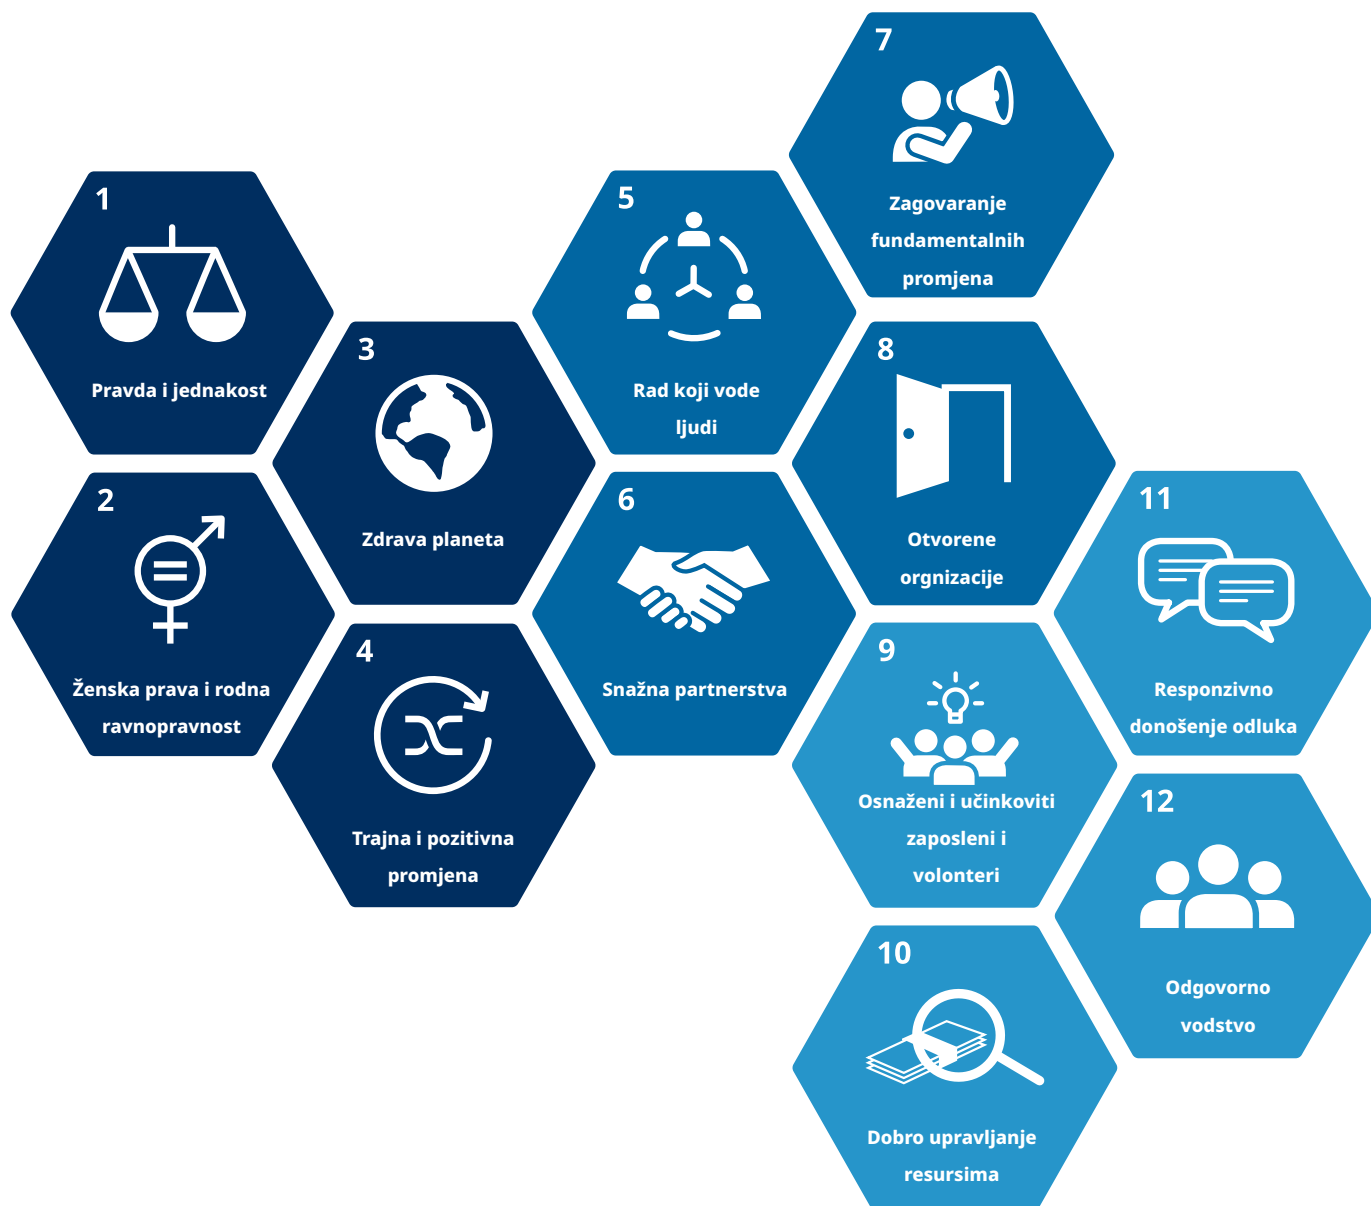 1
Pravda i jednakost
2
Ženska prava i rodna
ravnopravnost
3
Zdrava planeta
4
Trajna i pozitivna
promjena
5
Rad koji vode
ljudi
6
Snažna partnerstva
7
Zagovaranje
fundamentalnih
promjena
8
Otvorene
orgnizacije
9
Osnaženi i učinkoviti
zaposleni i
volonteri
10
Dobro upravljanje
resursima
11
Responzivno
donošenje odluka
12
Odgovorno
vodstvo